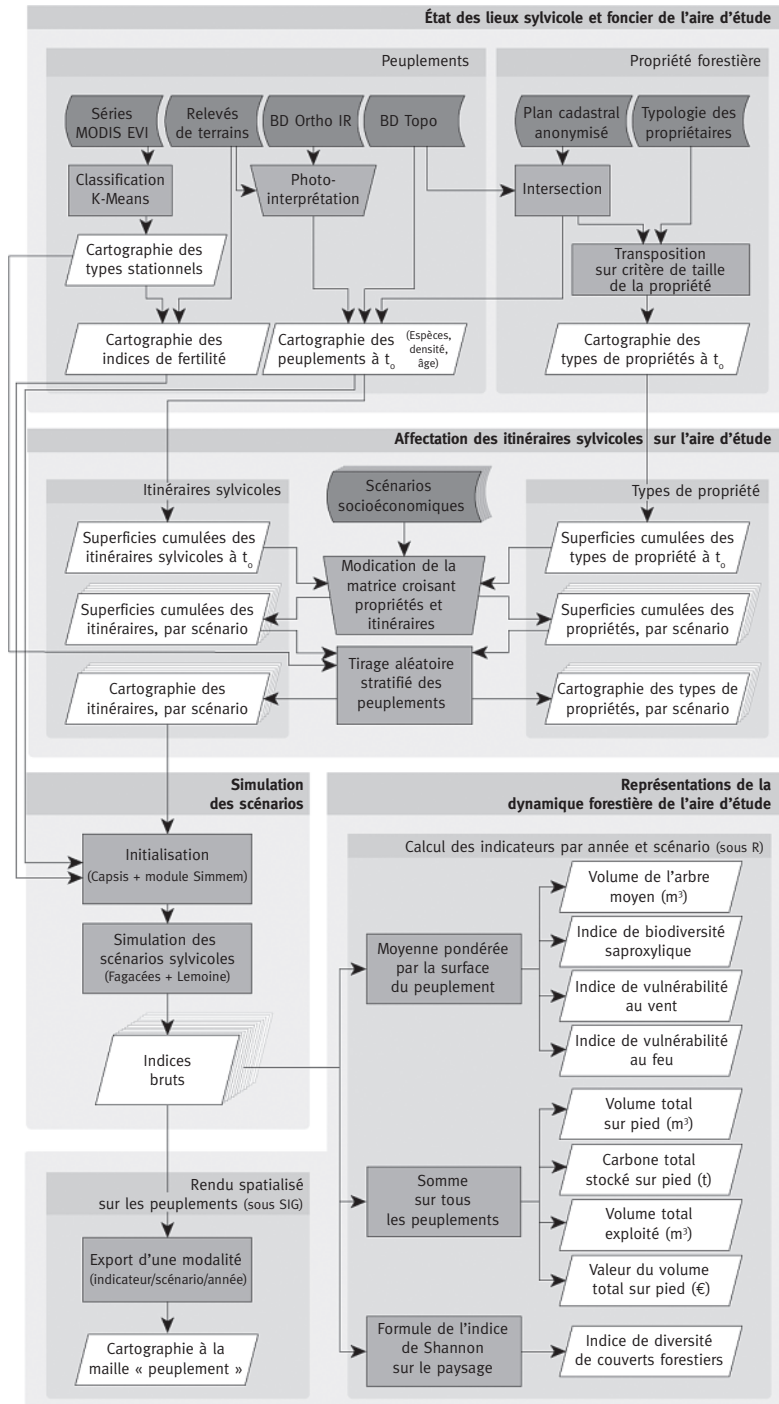 État des lieux sylvicole et foncier de l'aire d'étude
Peuplements
Propriété forestière
Séries
MODIS EVI
Relevés
de terrains
BD Ortho IR
BD Topo
Plan cadastral
anonymisé
Typologie des
propriétaires
Classification
K-Means
Photo-
interprétation
Intersection
Cartographie des
types stationnels
Transposition
sur critère de taille
de la propriété
Cartographie des
indices de fertilité
Cartographie des
peuplements à to
(Espèces,
densité,
âge)
Cartographie des
types de propriétés à to
Affectation des itinéraires sylvicoles sur l'aire d'étude
Itinéraires sylvicoles
Scénarios
socioéconomiques
Types de propriété
Superficies cumulées des
itinéraires sylvicoles à to
Modication de la
matrice croisant
propriétés et
itinéraires
Superficies cumulées des
types de propriété à to
Superficies cumulées des
itinéraires, par scénario
Superficies cumulées des
propriétés, par scénario
Tirage aléatoire
stratifié des
peuplements
Cartographie des
itinéraires, par scénario
Cartographie des types de
propriétés, par scénario
Simulation
des scénarios
Représentations de la
dynamique forestière de l'aire d'étude
Initialisation
(Capsis + module Simmem)
Simulation des
scénarios sylvicoles
(Fagacées + Lemoine)
Indices
bruts
Calcul des indicateurs par année et scénario (sous R)
Moyenne pondérée
par la surface
du peuplement
Volume de l'arbre
moyen (m³)
Indice de biodiversité
saproxylique
Indice de vulnérabilité
au vent
Indice de vulnérabilité
au feu
Somme
sur tous
les peuplements
Volume total
sur pied (m³)
Carbone total
stocké sur pied (t)
Volume total
exploité (m³)
Valeur du volume
total sur pied (€)
Formule de l'indice
de Shannon
sur le paysage
Indice de diversité
de couverts forestiers
Rendu spatialisé
sur les peuplements (sous SIG)
Export d'une modalité
(indicateur/scénario/année)
Cartographie à la
maille « peuplement »